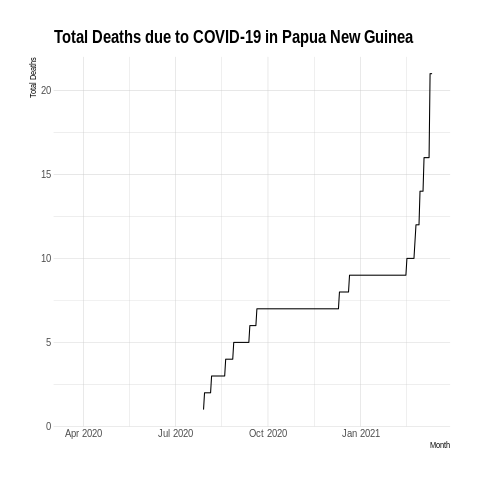 Total Deaths due to COVID-19 in Papua New Guinea
Total Deaths
20
15
10
5
0
Apr 2020 Jul 2020 Oct 2020 Jan 2021
Month